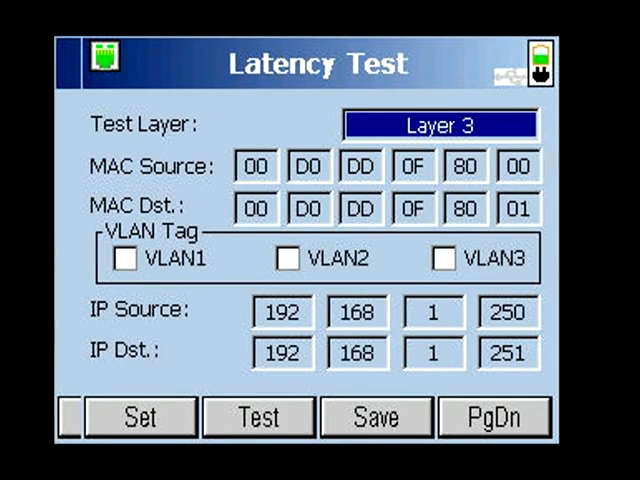 Latency Test
Test Layer: Layer 3
MAC Source: 00 D0 DD 0F 80 00
MAC Dst.: 00 D0 DD 0F 80 01
VLAN Tag
VLAN1 VLAN2 VLAN3
IP Source: 192 168 1 250
IP Dst.: 192 168 1 251
Set Test Save PgDn